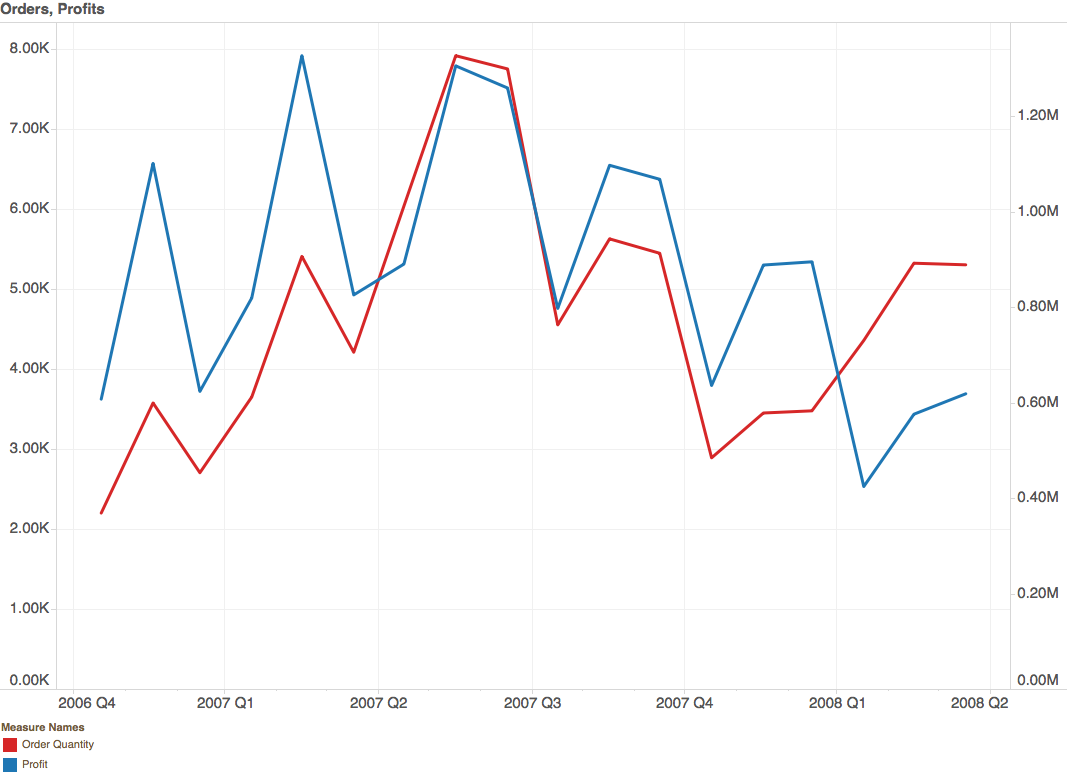 Orders, Profits
8.00K
7.00K
6.00K
5.00K
4.00K
3.00K
2.00K
1.00K
0.00K
1.20M
1.00M
0.80M
0.60M
0.40M
0.20M
0.00M
2006 Q4 2007 Q1 2007 Q2 2007 Q3 2007 Q4 2008 Q1 2008 Q2
Measure Names
Order Quantity
Profit